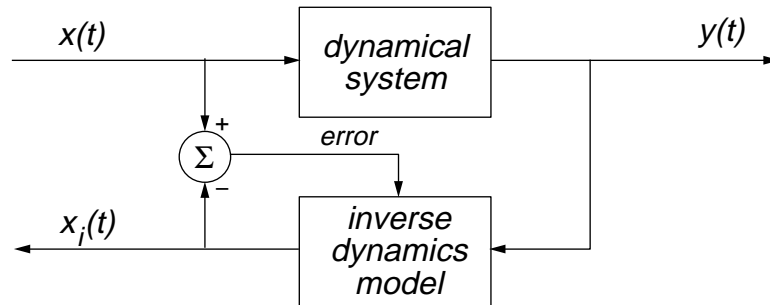 x(t)
dynamical
system
y(t)
+
error
Σ
−
x_i(t)
inverse
dynamics
model